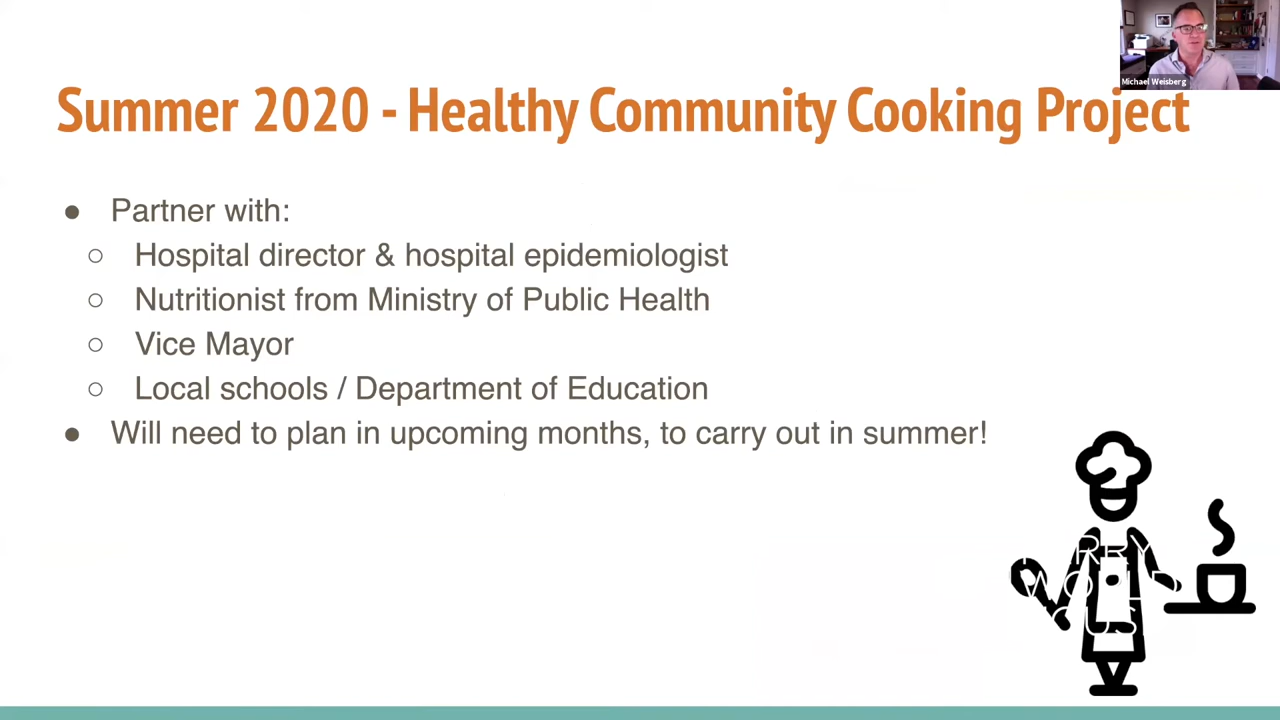 Michael Weisberg
Summer 2020 - Healthy Community Cooking Project
● Partner with:
○ Hospital director & hospital epidemiologist
○ Nutritionist from Ministry of Public Health
○ Vice Mayor
○ Local schools / Department of Education
● Will need to plan in upcoming months, to carry out in summer!
WORLD